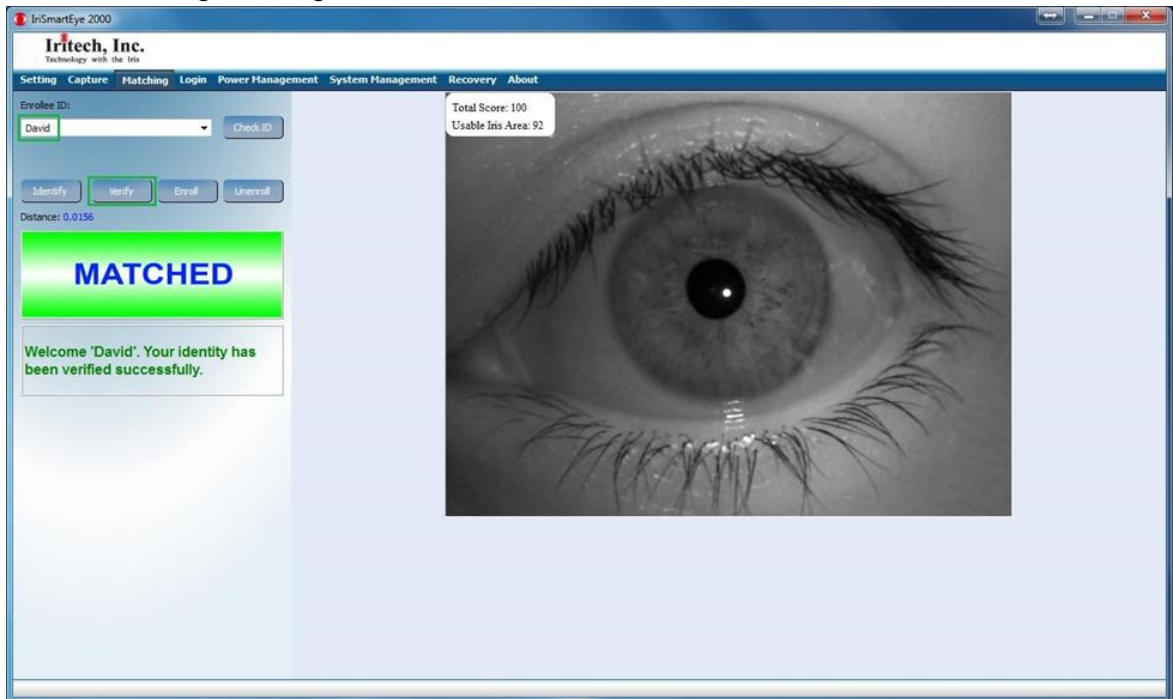 IriSmartEye 2000
Iritech, Inc.
Technology with the Iris
Setting Capture Matching Login Power Management System Management Recovery About
Enrollee ID:
David
Check ID
Identify Verify Enroll Unenroll
Distance: 0.0156
MATCHED
Welcome 'David'. Your identity has
been verified successfully.
Total Score: 100
Usable Iris Area: 92